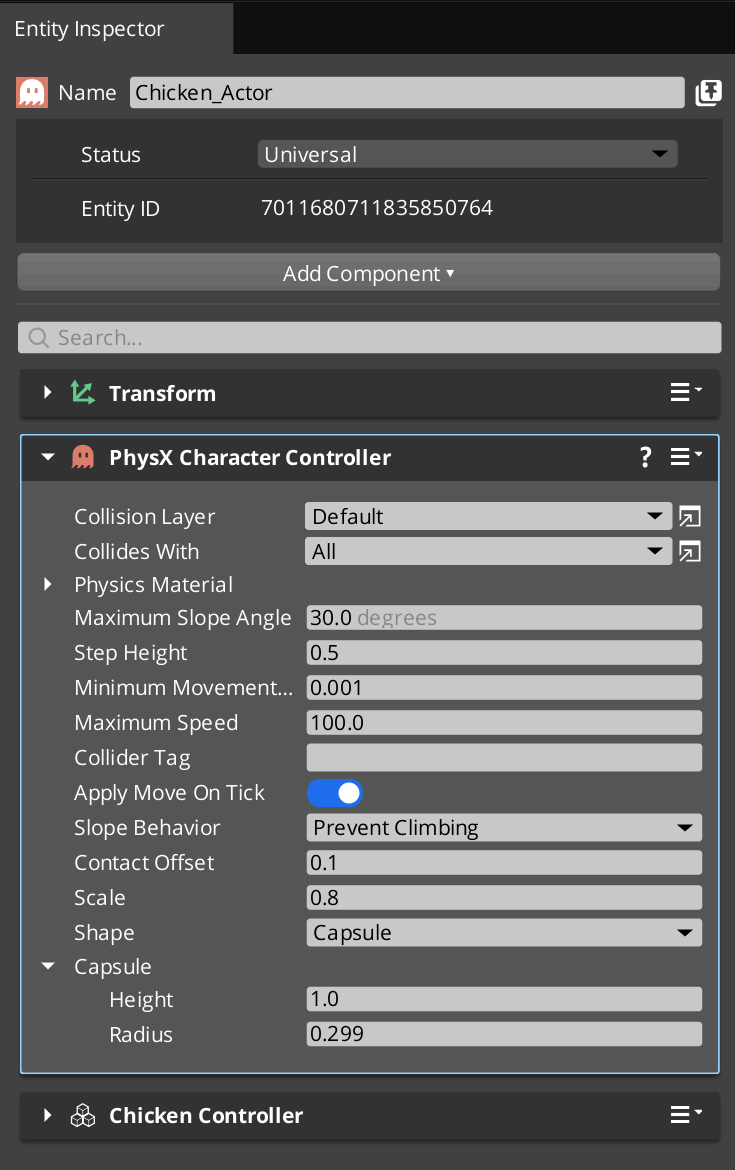 Entity Inspector
Name Chicken_Actor
Status Universal
Entity ID 7011680711835850764
Add Component
Search...
Transform
PhysX Character Controller ?
Collision Layer Default
Collides With All
Physics Material
Maximum Slope Angle 30.0 degrees
Step Height 0.5
Minimum Movement... 0.001
Maximum Speed 100.0
Collider Tag
Apply Move On Tick
Slope Behavior Prevent Climbing
Contact Offset 0.1
Scale 0.8
Shape Capsule
Capsule
Height 1.0
Radius 0.299
Chicken Controller